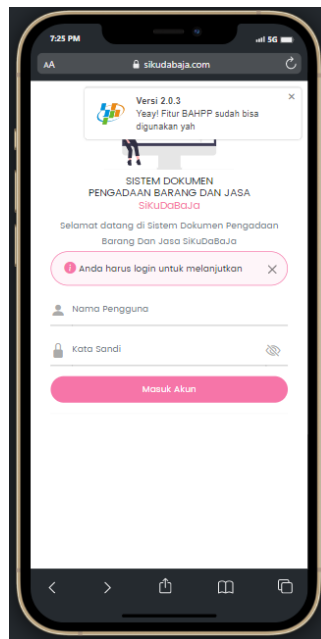 7:25 PM
5G
AA
sikudabaja.com
Versi 2.0.3
Yeay! Fitur BAHPP sudah bisa
digunakan yah
SISTEM DOKUMEN
PENGADAAN BARANG DAN JASA
SiKuDaBaJa
Selamat datang di Sistem Dokumen Pengadaan
Barang Dan Jasa SiKuDaBaJa
Anda harus login untuk melanjutkan
Nama Pengguna
Kata Sandi
Masuk Akun